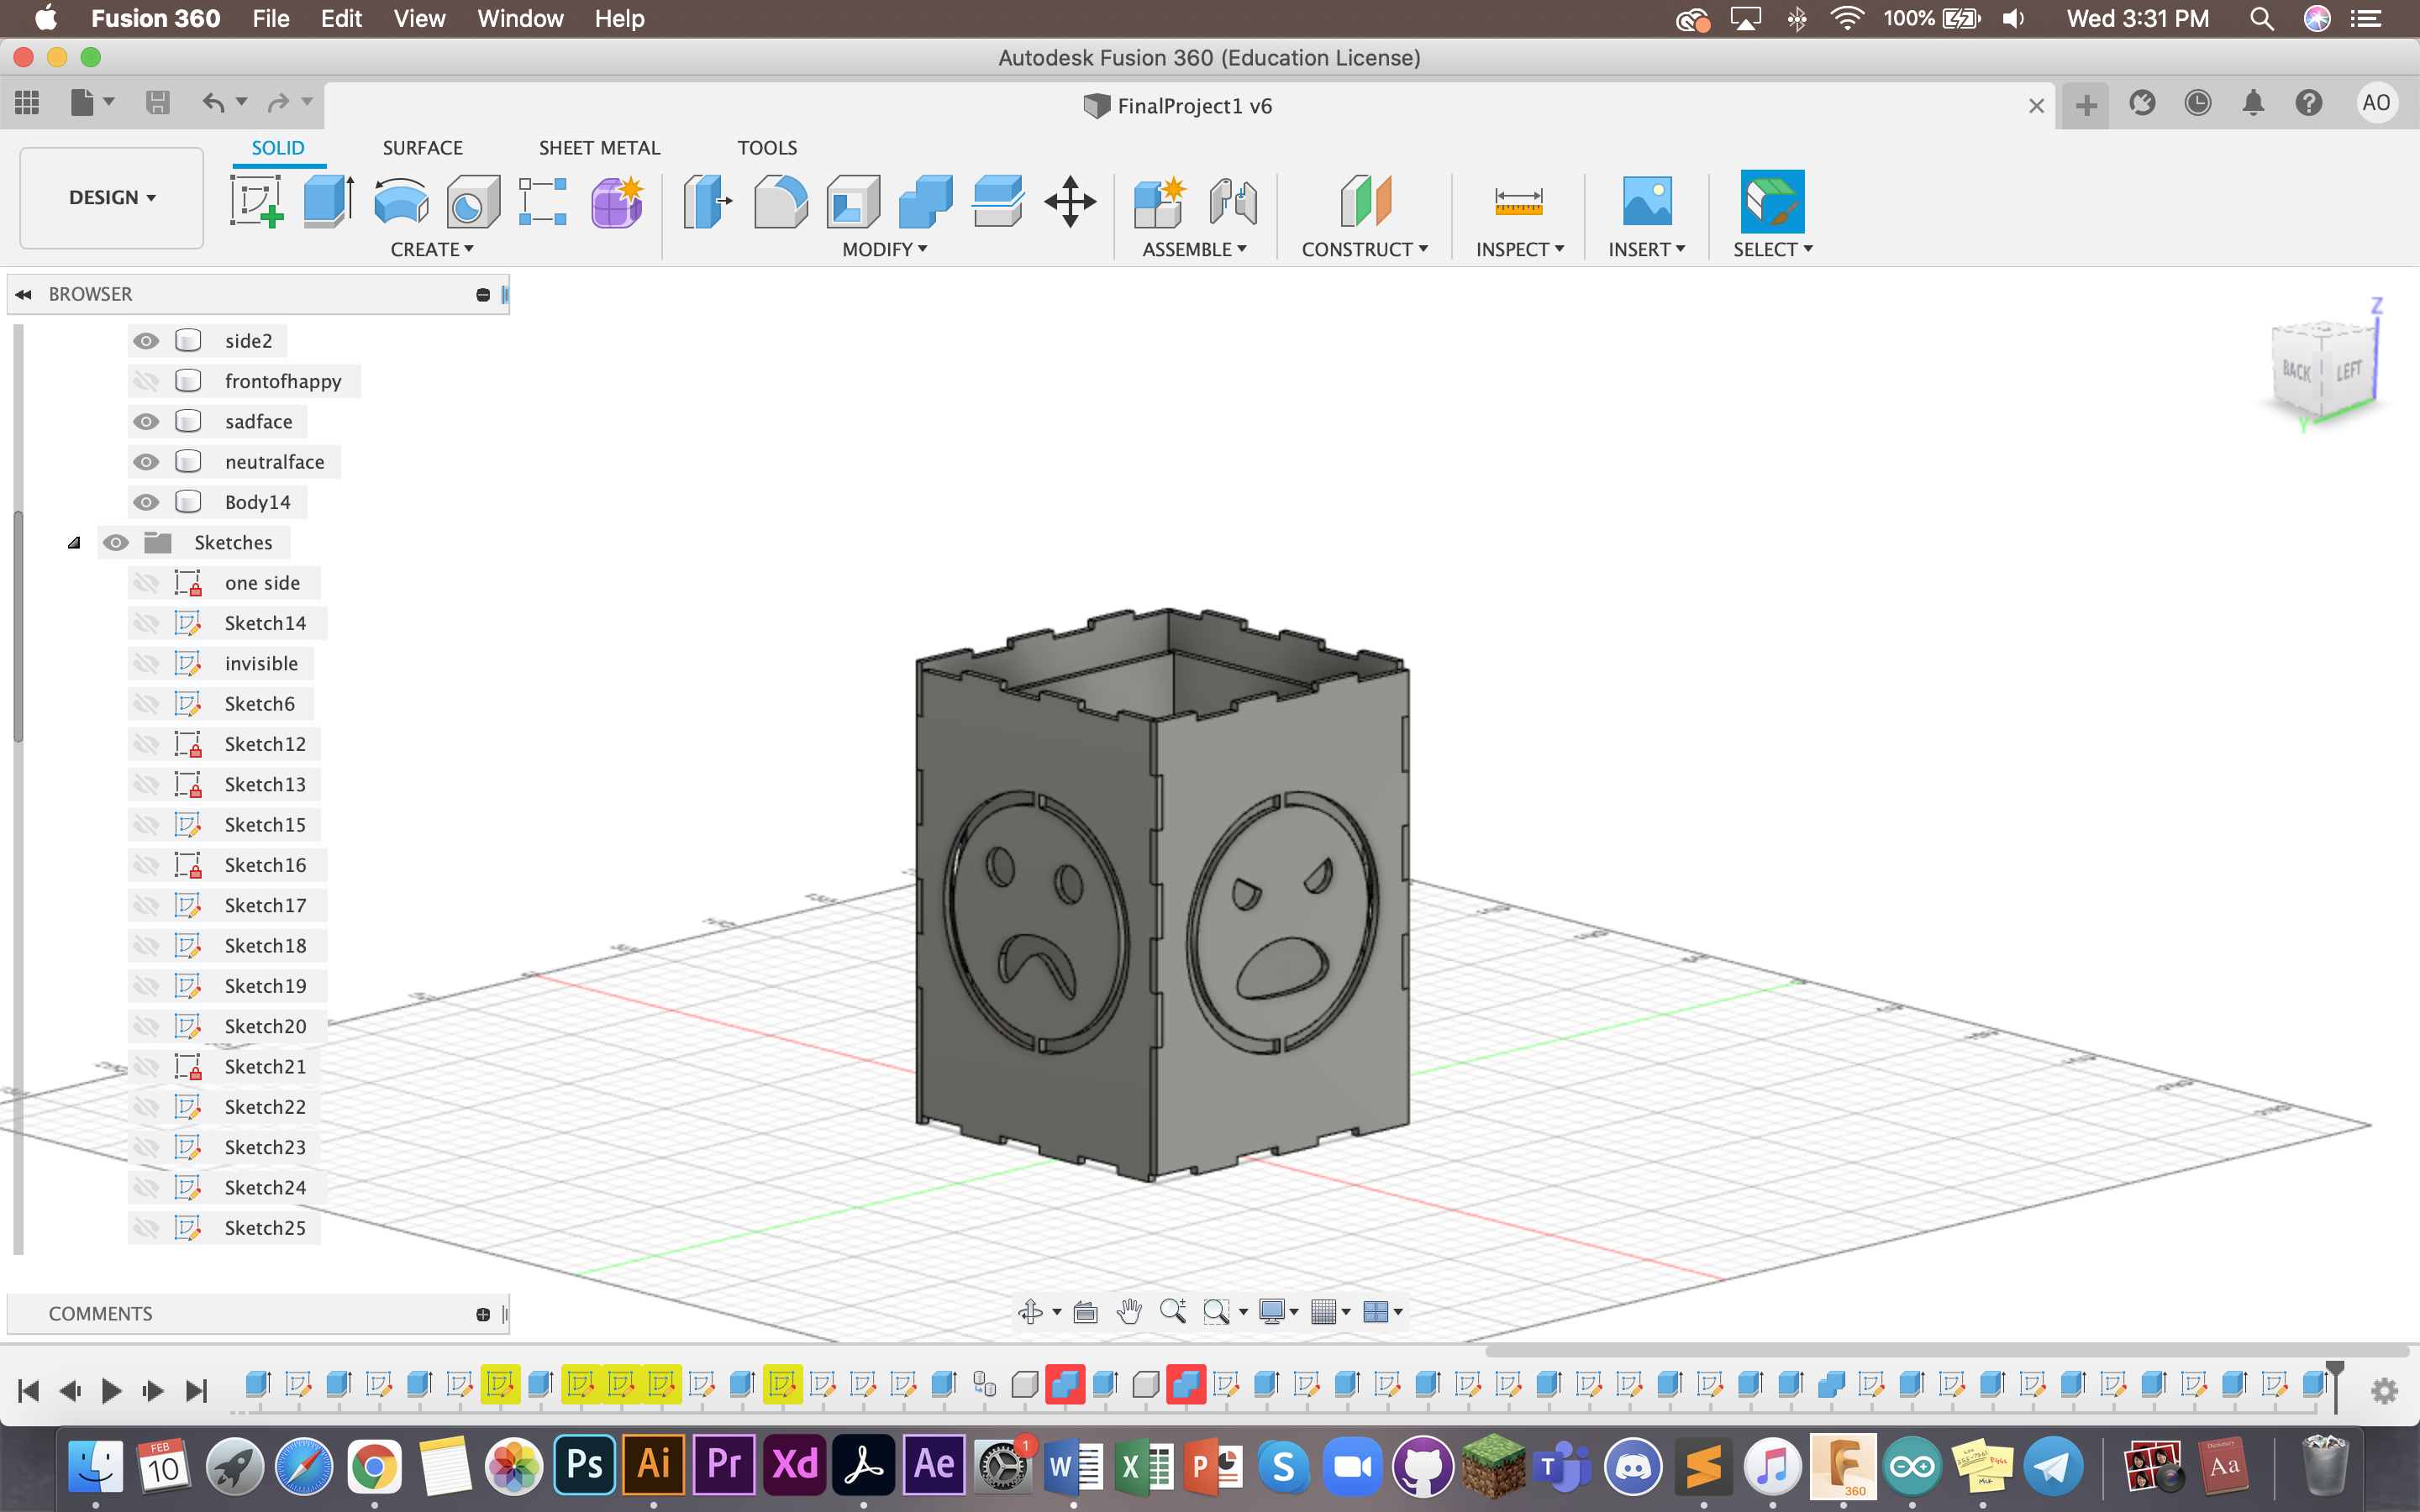 Fusion 360 File Edit View Window Help 100% Wed 3:31 PM
Autodesk Fusion 360 (Education License)
FinalProject1 v6 AO
SOLID SURFACE SHEET METAL TOOLS
DESIGN
CREATE MODIFY ASSEMBLE CONSTRUCT INSPECT INSERT SELECT
BROWSER
Z
BACK LEFT
Y
side2
frontofhappy
sadface
neutralface
Body14
Sketches
one side
Sketch14
invisible
Sketch6
Sketch12
Sketch13
Sketch15
Sketch16
Sketch17
Sketch18
Sketch19
Sketch20
Sketch21
Sketch22
Sketch23
Sketch24
Sketch25
COMMENTS
FEB
10
Ps Ai Pr Xd Ae 1 W X P S T F 360 Aa